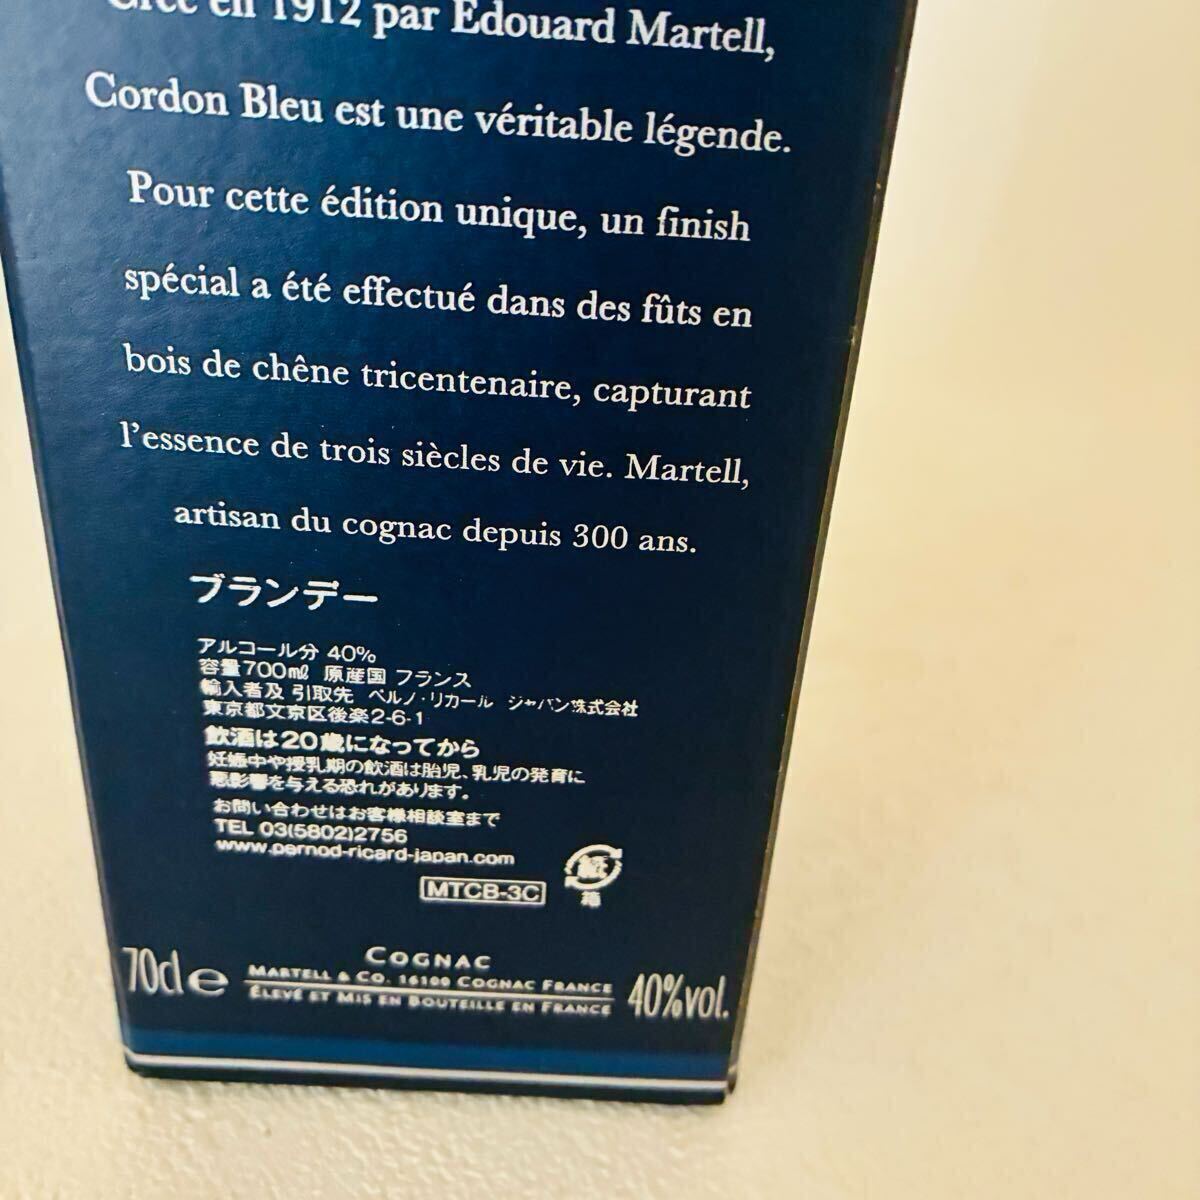 Créé en 1912 par Edouard Martell,
Cordon Bleu est une véritable légende.
Pour cette édition unique, un finish
spécial a été effectué dans des fûts en
bois de chêne tricentenaire, capturant
l'essence de trois siècles de vie. Martell,
artisan du cognac depuis 300 ans.
ブランデー
アルコール分 40%
容量700㎖ 原産国 フランス
輸入者及 引取先 ペルノ・リカール ジャパン株式会社
東京都文京区後楽2-6-1
飲酒は20歳になってから
妊娠中や授乳期の飲酒は胎児、乳児の発育に
悪影響を与える恐れがあります。
お問い合わせはお客様相談室まで
TEL 03(5802)2756
www.pernod-ricard-japan.com
紙
箱
MTCB-3C
COGNAC
70cl e MARTELL & CO. 16100 COGNAC FRANCE 40%vol.
ÉLEVÉ ET MIS EN BOUTEILLE EN FRANCE